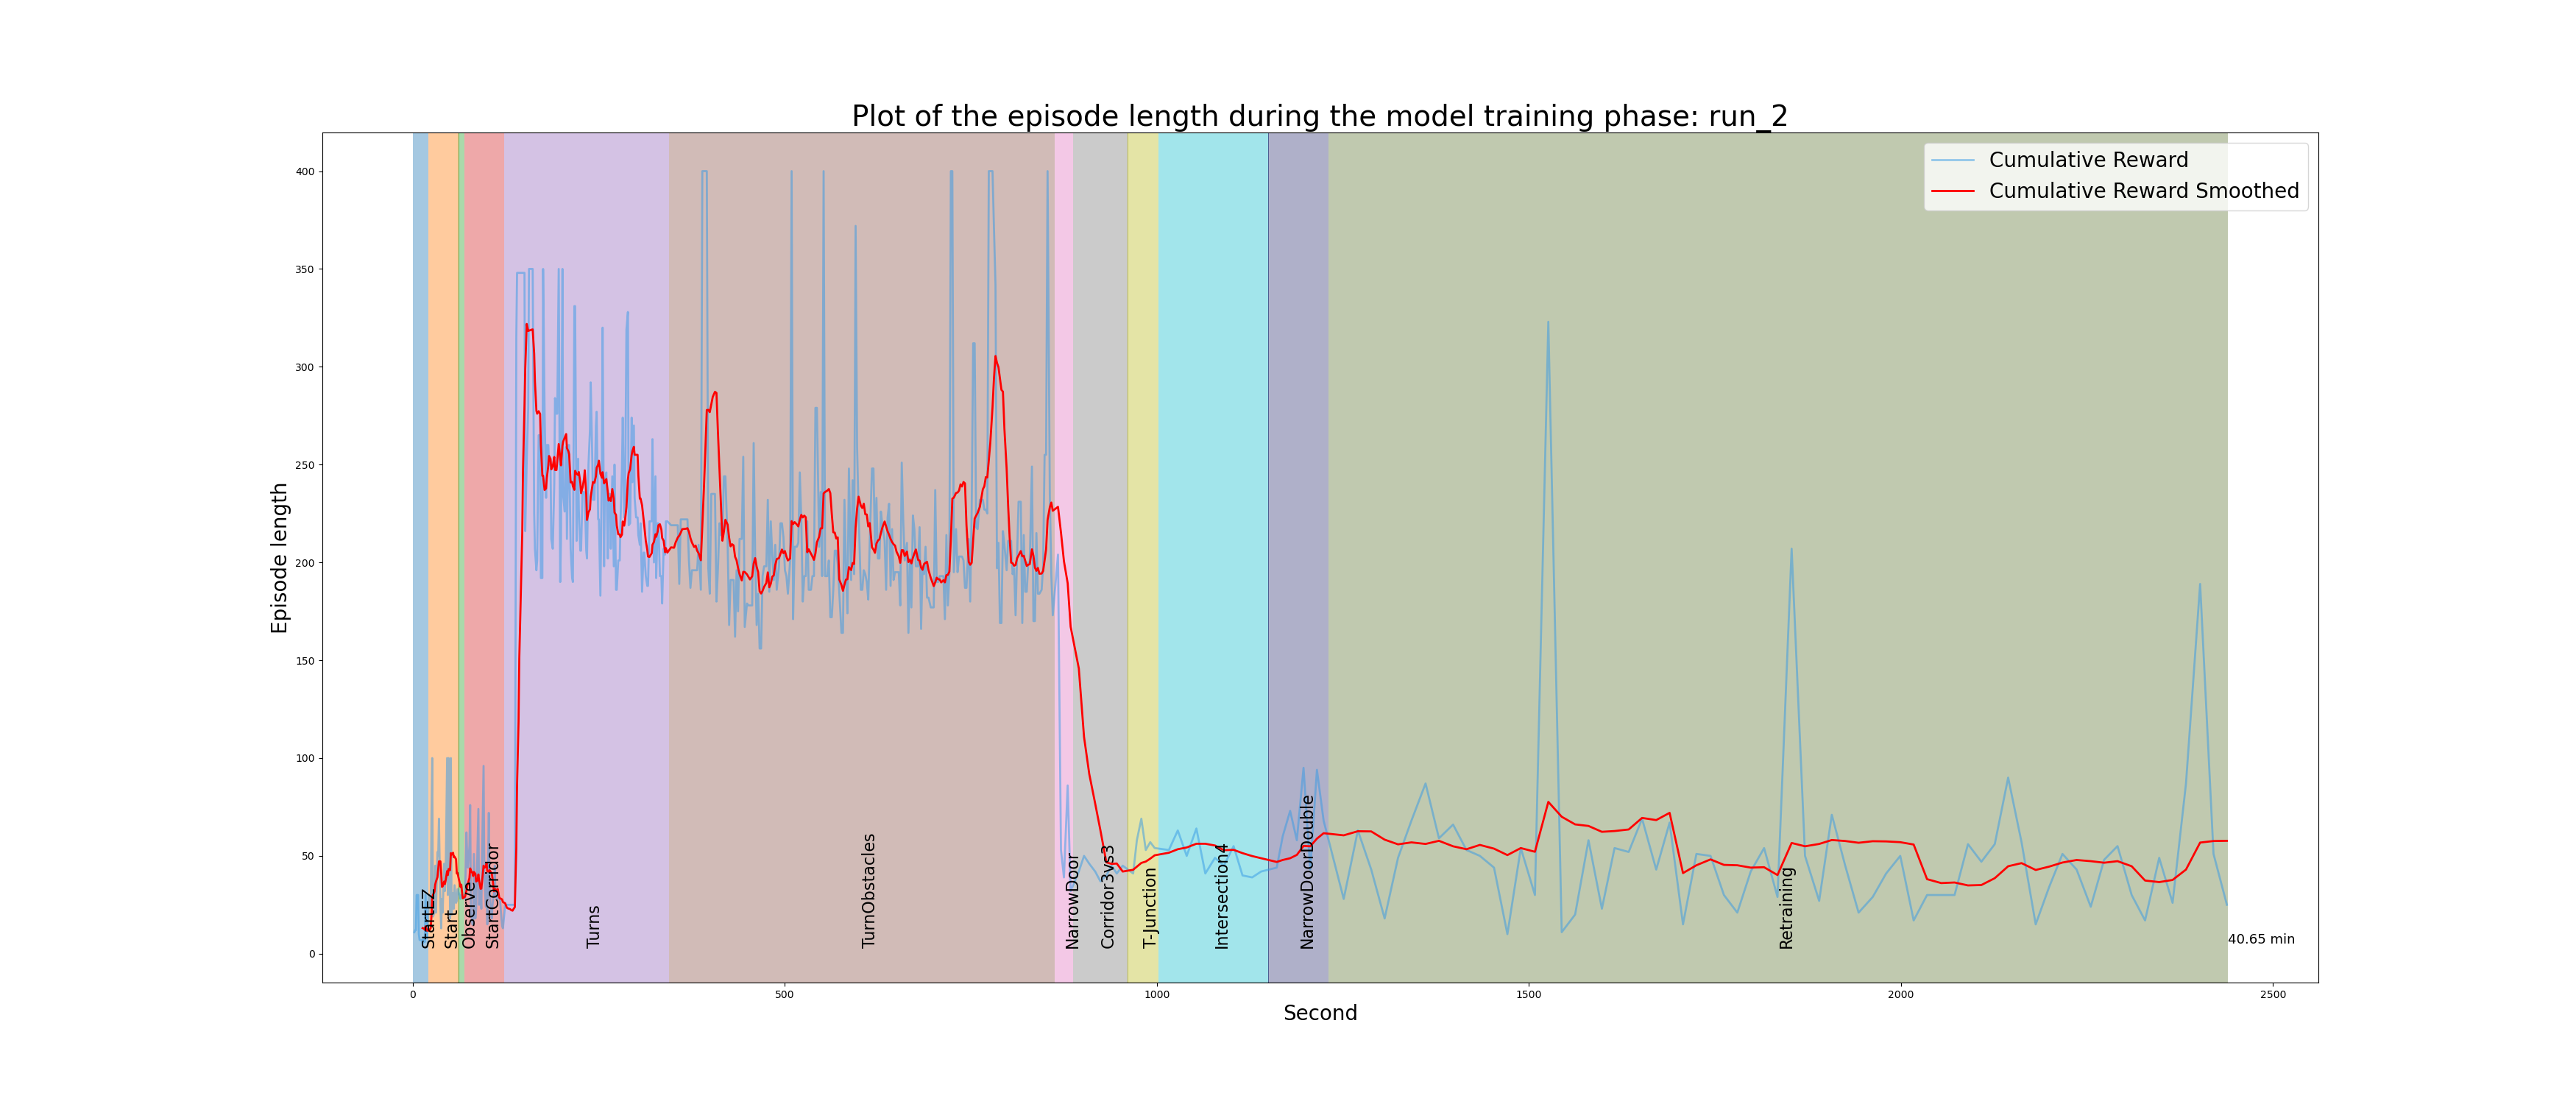 Plot of the episode length during the model training phase: run_2
Cumulative Reward
Cumulative Reward Smoothed
Episode length
400
350
300
250
200
150
100
50
0
StartEZ
Start
Observe
StartCorridor
Turns
TurnObstacles
NarrowDoor
Corridor3vs3
T-Junction
Intersection4
NarrowDoorDouble
Retraining
40.65 min
0
500
1000
1500
2000
2500
Second